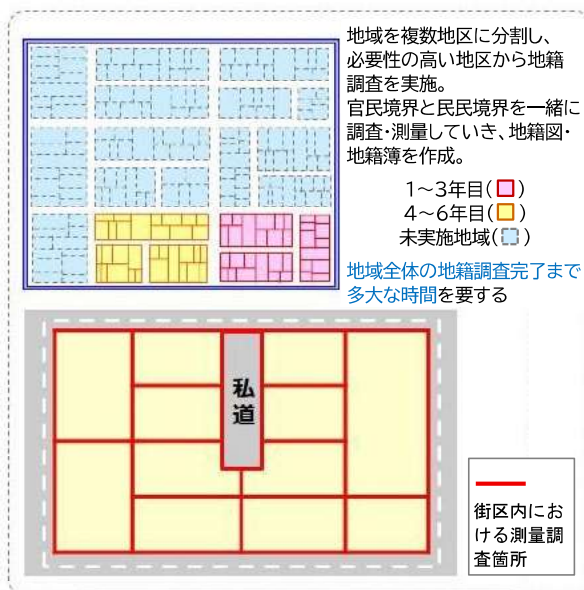 地域を複数地区に分割し、
必要性の高い地区から地籍
調査を実施。
官民境界と民民境界を一緒に
調査・測量していき、地籍図・
地籍簿を作成。
1~3年目( )
4~6年目( )
未実施地域( )
地域全体の地籍調査完了まで
多大な時間を要する
私道
街区内にお
ける測量調
査箇所